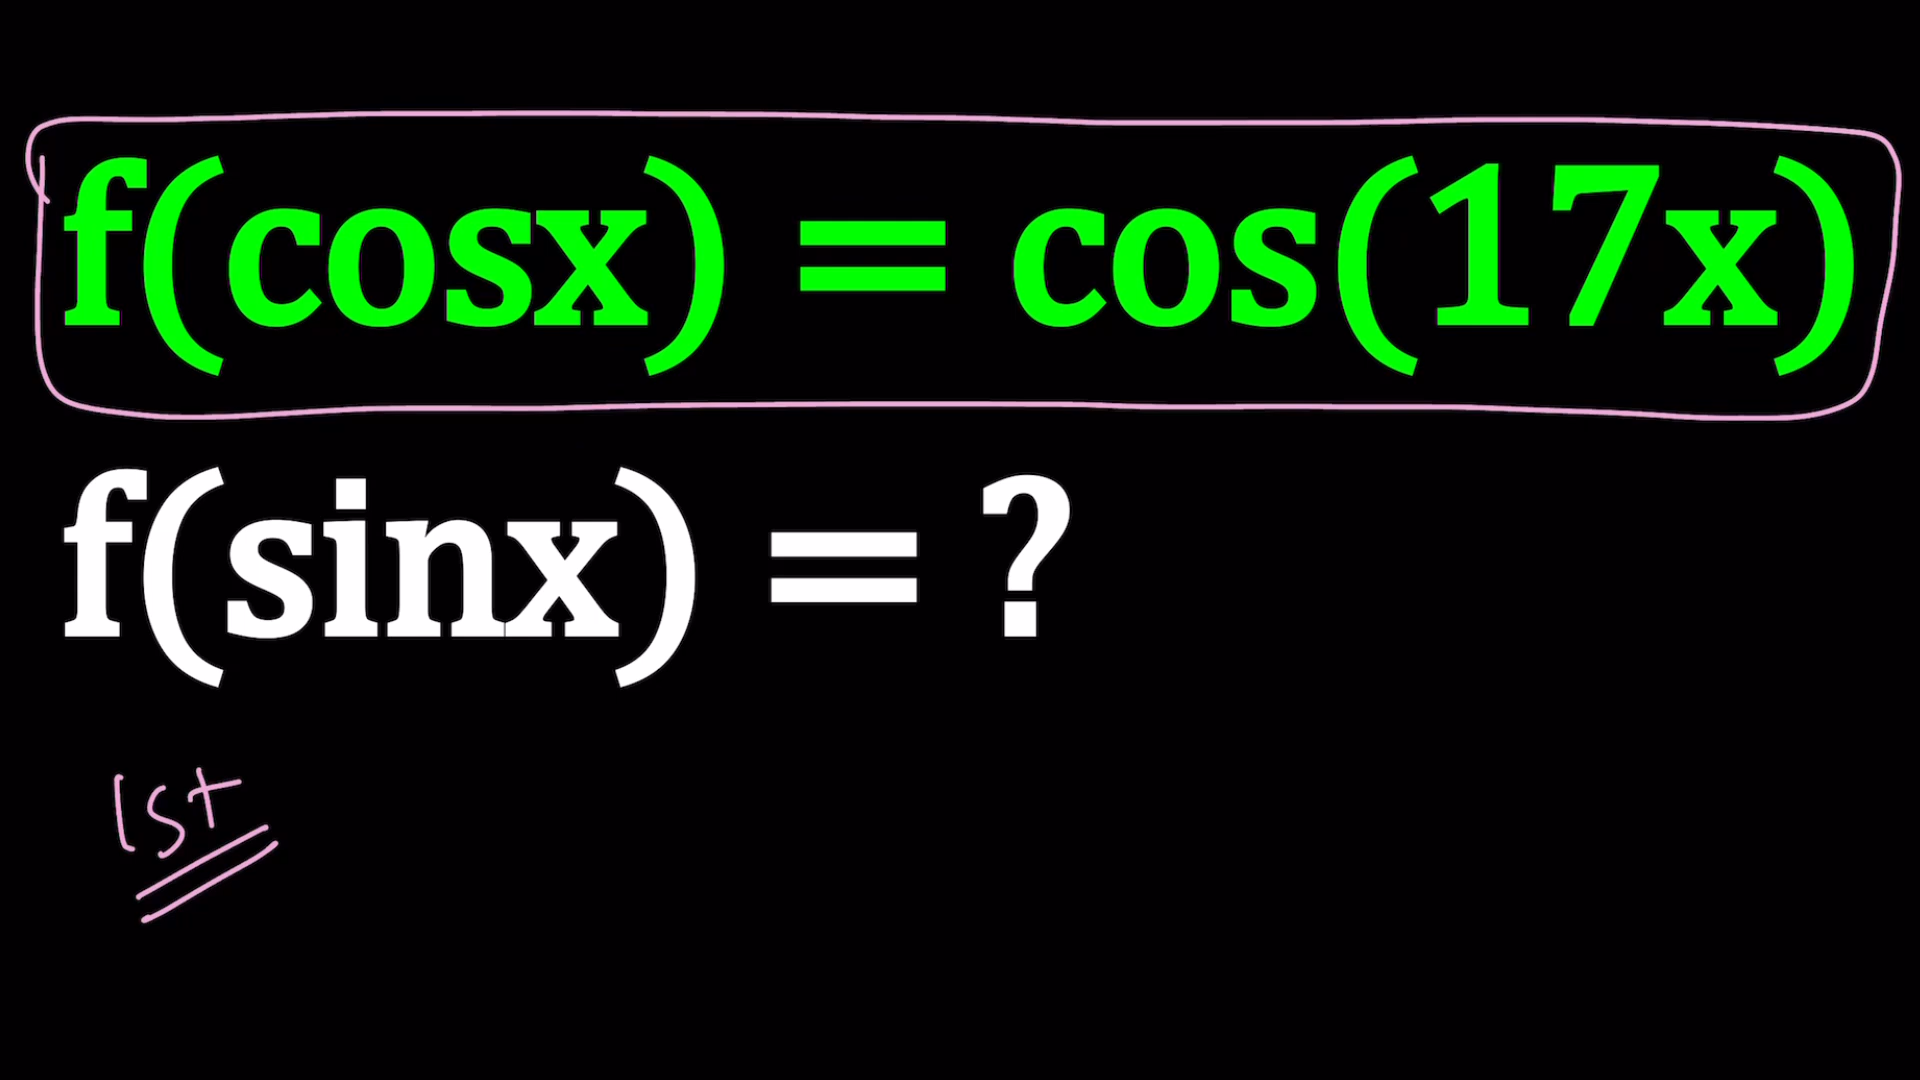 f(cosx) = cos(17x)
f(sinx) = ?
1st